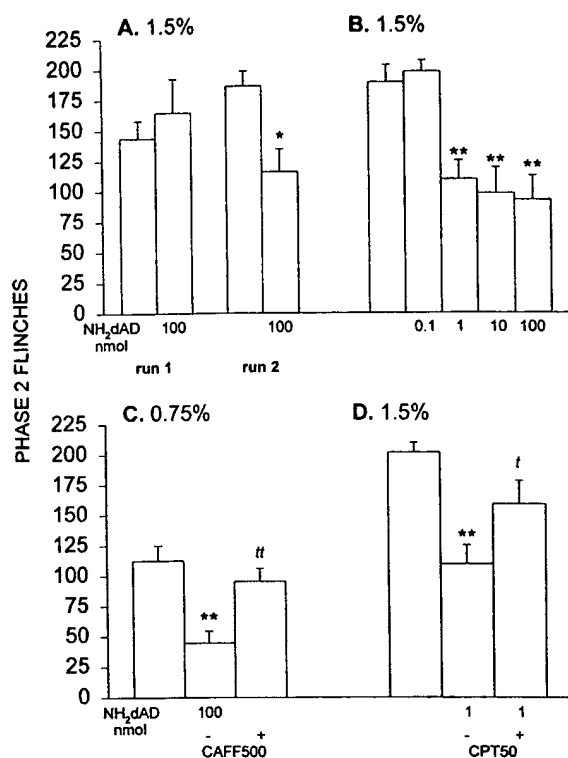 PHASE 2 FLINCHES
A. 1.5%
225
200
175
150
125
100
75
50
25
0
*
NH₂dAD 100 100
nmol
run 1 run 2
B. 1.5%
** ** **
0.1 1 10 100
C. 0.75%
225
200
175
150
125
100
75
50
25
0
**
tt
NH₂dAD 100
nmol
- +
CAFF500
D. 1.5%
**
t
1 1
- +
CPT50